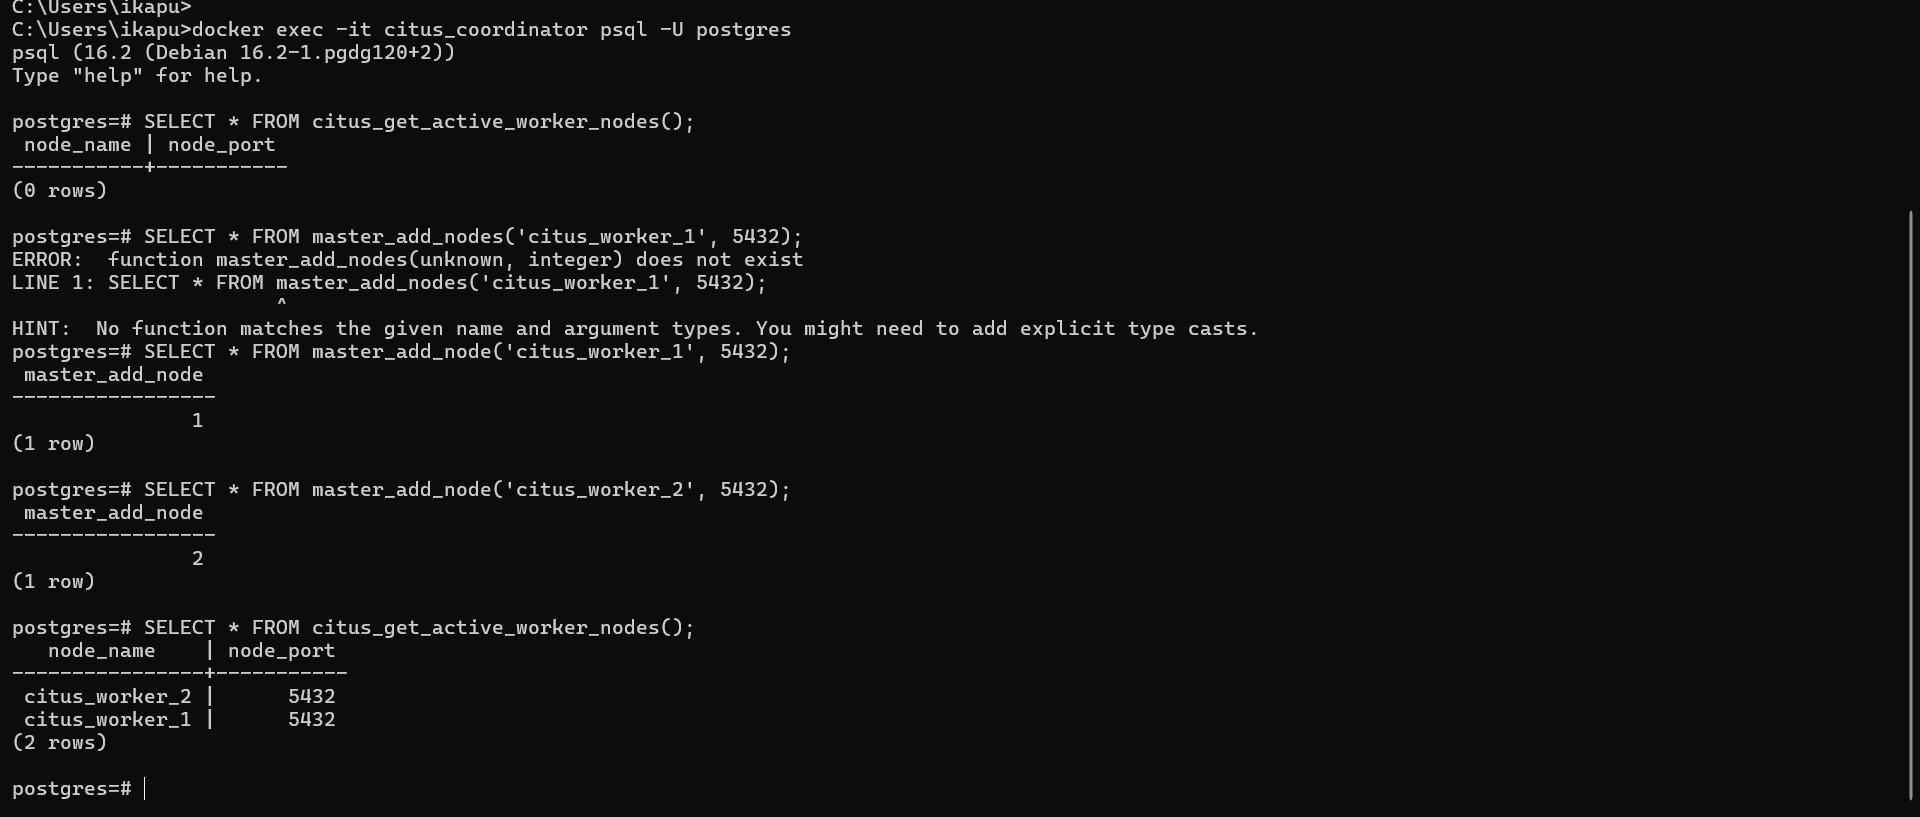 C:\Users\ikapu>
C:\Users\ikapu>docker exec -it citus_coordinator psql -U postgres
psql (16.2 (Debian 16.2-1.pgdg120+2))
Type "help" for help.

postgres=# SELECT * FROM citus_get_active_worker_nodes();
 node_name | node_port
-----------+-----------
(0 rows)

postgres=# SELECT * FROM master_add_nodes('citus_worker_1', 5432);
ERROR:  function master_add_nodes(unknown, integer) does not exist
LINE 1: SELECT * FROM master_add_nodes('citus_worker_1', 5432);
                      ^
HINT:  No function matches the given name and argument types. You might need to add explicit type casts.
postgres=# SELECT * FROM master_add_node('citus_worker_1', 5432);
 master_add_node
-----------------
               1
(1 row)

postgres=# SELECT * FROM master_add_node('citus_worker_2', 5432);
 master_add_node
-----------------
               2
(1 row)

postgres=# SELECT * FROM citus_get_active_worker_nodes();
   node_name    | node_port
----------------+-----------
 citus_worker_2 |      5432
 citus_worker_1 |      5432
(2 rows)

postgres=#